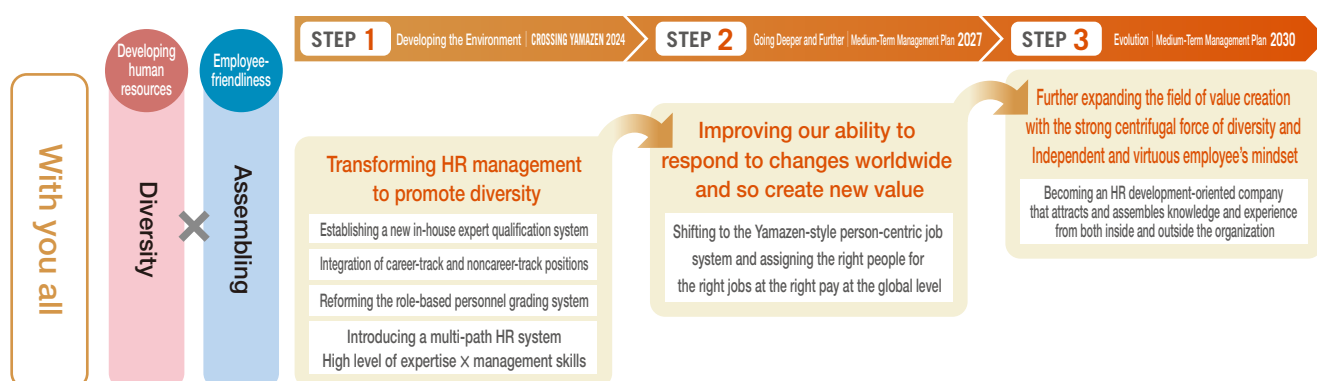 With you all
Developing
human
resources
Diversity
×
Employee-
friendliness
Assembling
STEP 1 Developing the Environment | CROSSING YAMAZEN 2024
STEP 2 Going Deeper and Further | Medium-Term Management Plan 2027
STEP 3 Evolution | Medium-Term Management Plan 2030
Transforming HR management
to promote diversity
Establishing a new in-house expert qualification system
Integration of career-track and noncareer-track positions
Reforming the role-based personnel grading system
Introducing a multi-path HR system
High level of expertise × management skills
Improving our ability to
respond to changes worldwide
and so create new value
Shifting to the Yamazen-style person-centric job
system and assigning the right people for
the right jobs at the right pay at the global level
Further expanding the field of value creation
with the strong centrifugal force of diversity and
Independent and virtuous employee's mindset
Becoming an HR development-oriented company
that attracts and assembles knowledge and experience
from both inside and outside the organization